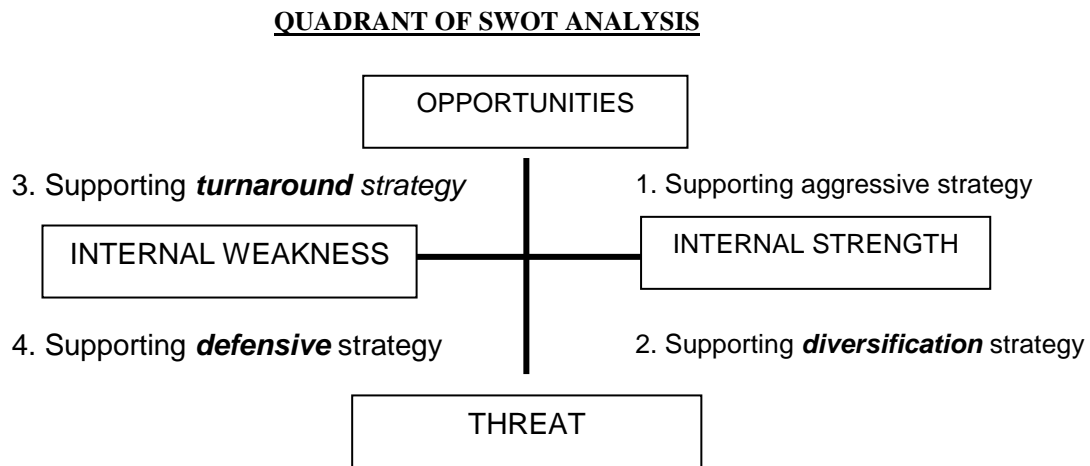 QUADRANT OF SWOT ANALYSIS
OPPORTUNITIES
3. Supporting turnaround strategy
1. Supporting aggressive strategy
INTERNAL WEAKNESS
INTERNAL STRENGTH
4. Supporting defensive strategy
2. Supporting diversification strategy
THREAT